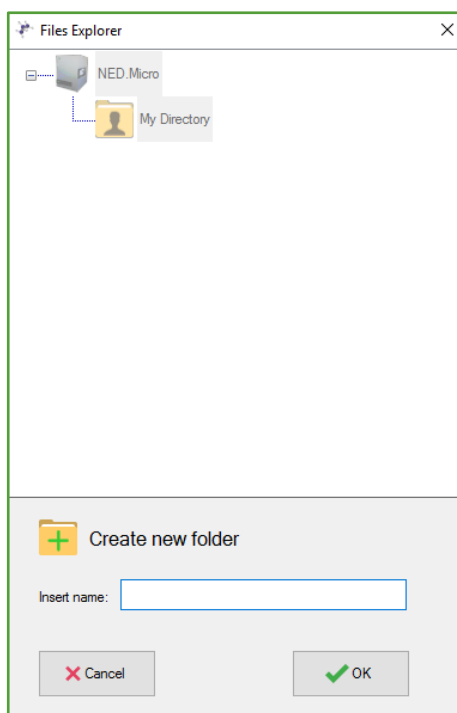 Files Explorer
NED.Micro
My Directory
Create new folder
Insert name:
Cancel
OK